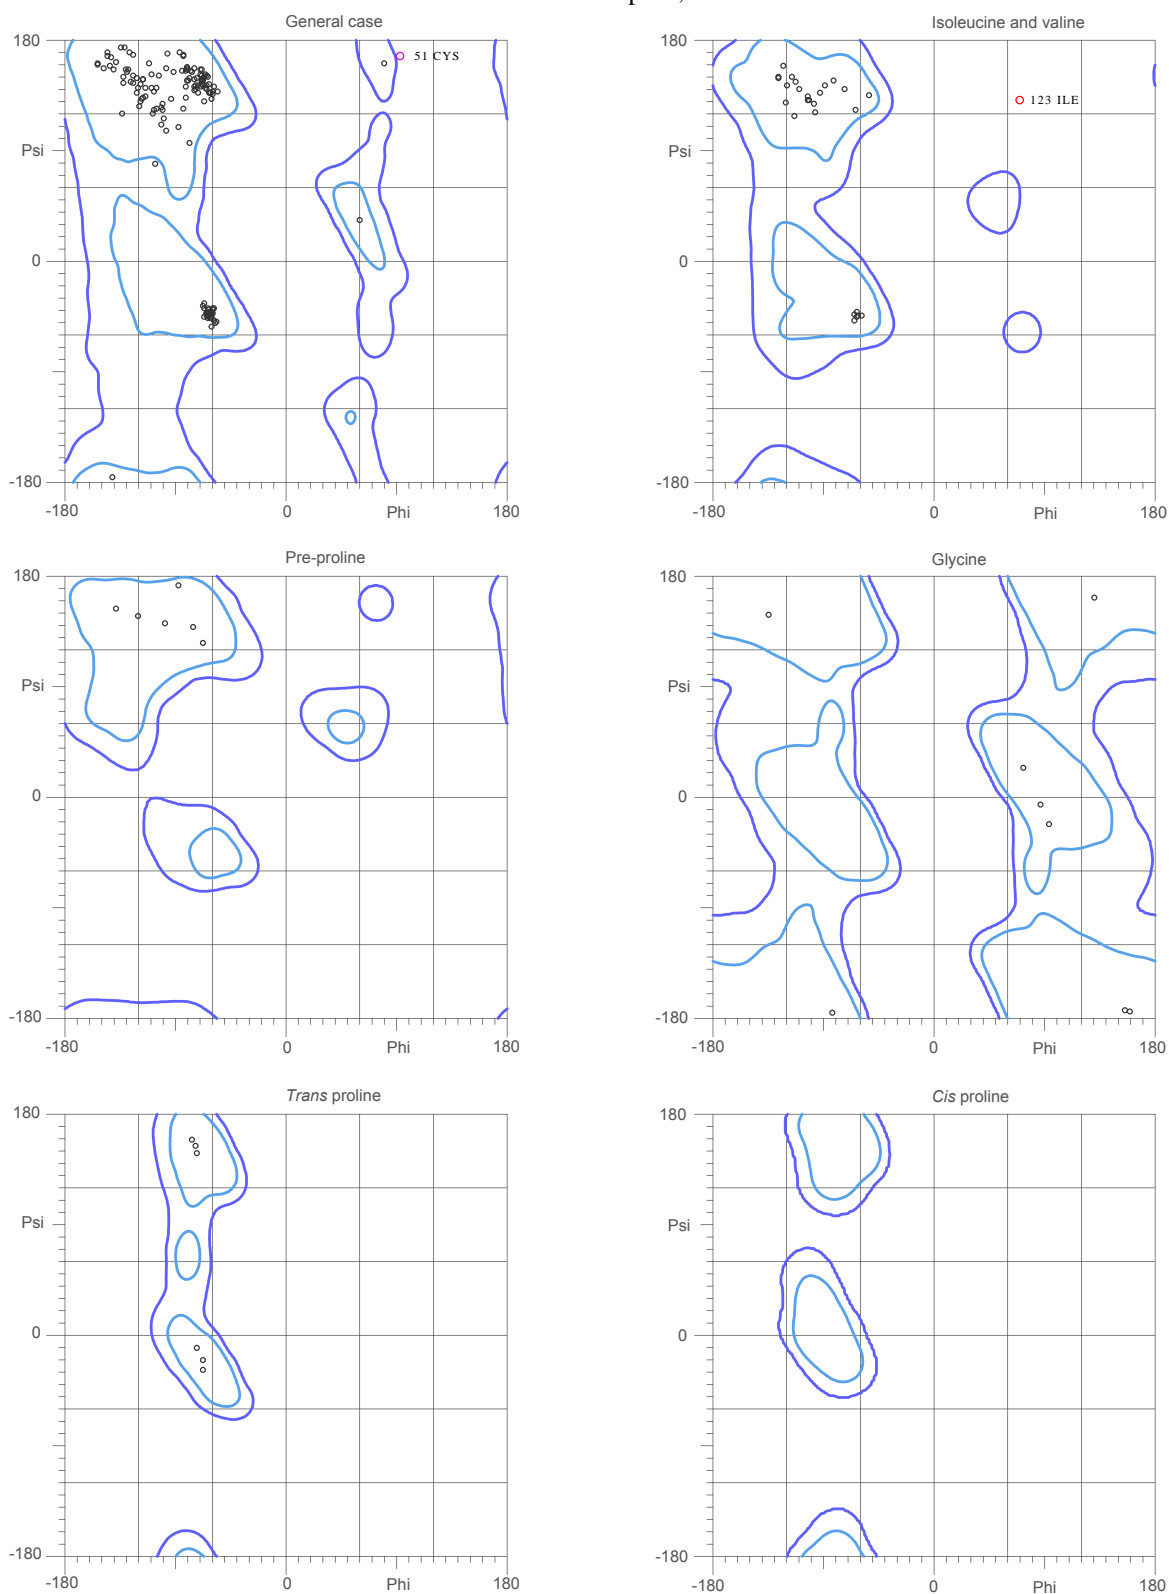 General case
Isoleucine and valine
180
51 CYS
Psi
0
-180
-180
0
Phi
180
180
123 ILE
Psi
0
-180
-180
0
Phi
180
Pre-proline
Glycine
180
Psi
0
-180
-180
0
Phi
180
180
Psi
0
-180
-180
0
Phi
180
Trans proline
Cis proline
180
Psi
0
-180
-180
0
Phi
180
180
Psi
0
-180
-180
0
Phi
180